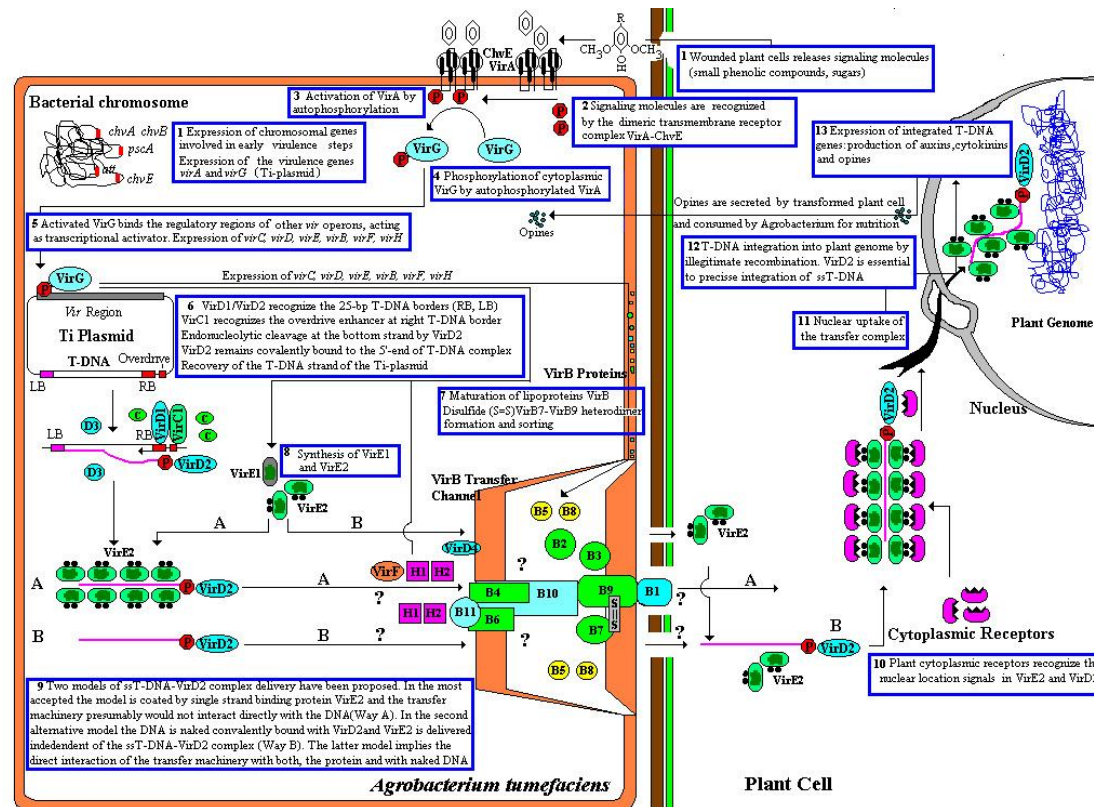 R
CH3O OCH3
OH
ChvE
VirA
1 Wounded plant cells releases signaling molecules
(small phenolic compounds, sugars)
Bacterial chromosome
3 Activation of VirA by
autophosphorylation
P P
P
P
2 Signaling molecules are recognized
by the dimeric transmembrane receptor
complex VirA-ChvE
chvA chvB
pscA
att
chvE
1 Expression of chromosomal genes
involved in early virulence steps
Expression of the virulence genes
virA and virG (Ti-plasmid)
P VirG VirG
4 Phosphorylation of cytoplasmic
VirG by autophosphorylated VirA
13 Expression of integrated T-DNA
genes:production of auxins,cytokinins
and opines
VirD2
P
5 Activated VirG binds the regulatory regions of other vir operons, acting
as transcriptional activator. Expression of virC, virD, virE, virB, virF, virH
Opines
Opines are secreted by transformed plant cell
and consumed by Agrobacterium for nutrition
12 T-DNA integration into plant genome by
illegitimate recombination. VirD2 is essential
to precisse integration of ssT-DNA
Expression of virC, virD, virE, virB, virF, virH
P VirG
Vir Region
Ti Plasmid
T-DNA
Overdrive
LB RB
6 VirD1/VirD2 recognize the 25-bp T-DNA borders (RB, LB)
VirC1 recognizes the overdrive enhancer at right T-DNA border
Endonucleolytic cleavage at the bottom strand by VirD2
VirD2 remains covalently bound to the 5'-end of T-DNA complex
Recovery of the T-DNA strand of the Ti-plasmid
11 Nuclear uptake of
the transfer complex
Plant Genome
Nucleus
VirB Proteins
7 Maturation of lipoproteins VirB
Disulfide (S=S)VirB7-VirB9 heterodimer
formation and sorting
D3
C
VirD1
VirC1
C
C
LB RB
P VirD2
D3
VirD2
P
8 Synthesis of VirE1
and VirE2
VirE1
VirE2
VirB Transfer
Channel
A B
VirE2
VirD4
B5 B8
B2
B3
VirE2
A
P VirD2
A
VirF H1 H2
?
?
B4
B10
B9
B1
?
A
H1 H2
B11
B6
S=S
B7
B
P VirD2
B
?
?
?
B5 B8
P VirD2
B
VirE2
Cytoplasmic Receptors
10 Plant cytoplasmic receptors recognize th
nuclear location signals in VirE2 and VirD2
9 Two models of ssT-DNA-VirD2 complex delivery have been proposed. In the most
accepted the model is coated by single strand binding protein VirE2 and the transfer
machinery presumably would not interact directly with the DNA(Way A). In the second
alternative model the DNA is naked convalently bound with VirD2and VirE2 is delivered
indedendent of the ssT-DNA-VirD2 complex (Way B). The latter model implies the
direct interaction of the transfer machinery with both, the protein and with naked DNA
Agrobacterium tumefaciens
Plant Cell